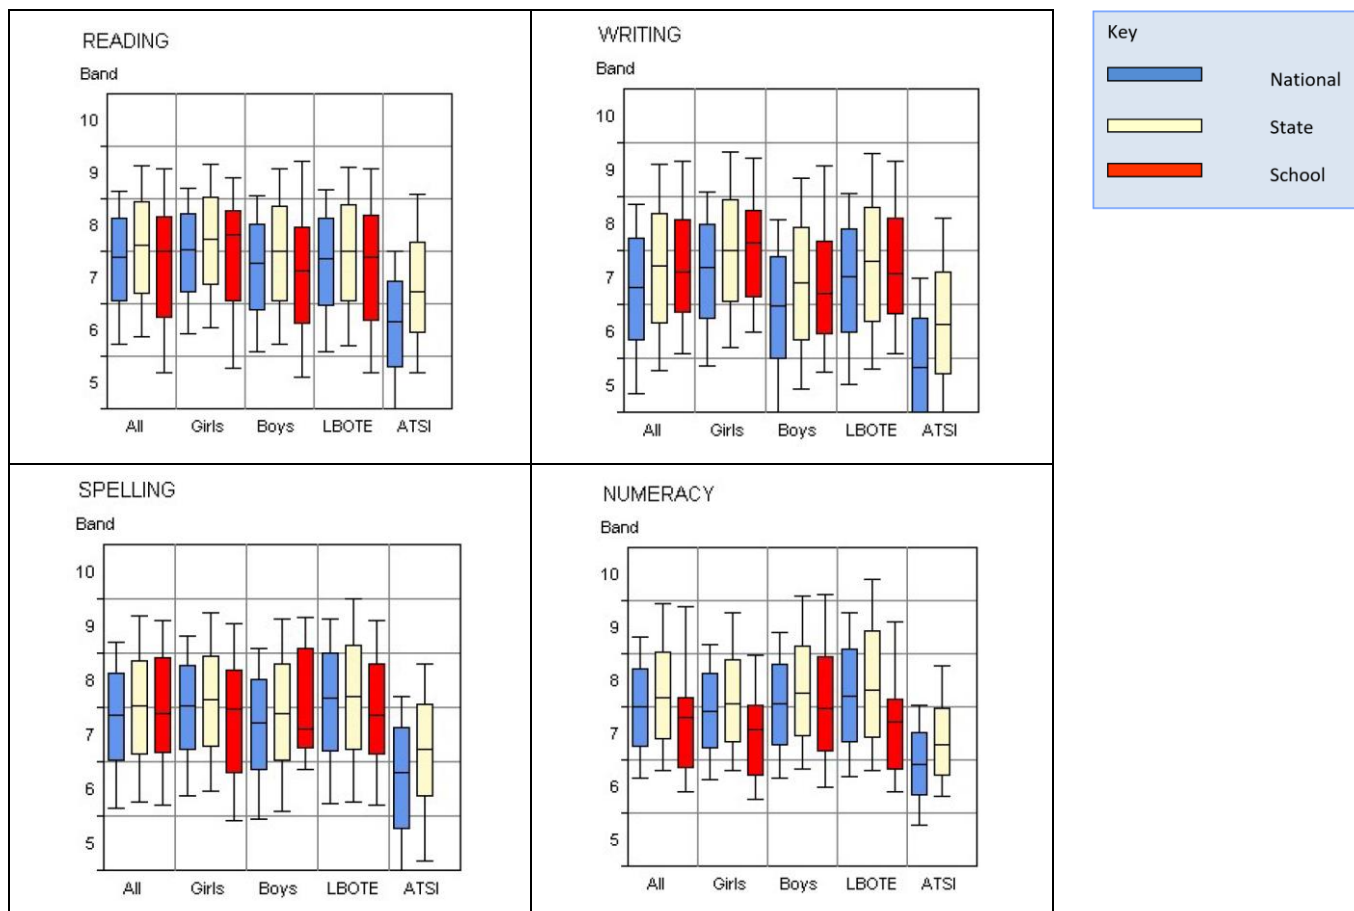 READING
Band
10
9
8
7
6
5
All Girls Boys LBOTE ATSI
WRITING
Band
10
9
8
7
6
5
All Girls Boys LBOTE ATSI
Key
National
State
School
SPELLING
Band
10
9
8
7
6
5
All Girls Boys LBOTE ATSI
NUMERACY
Band
10
9
8
7
6
5
All Girls Boys LBOTE ATSI